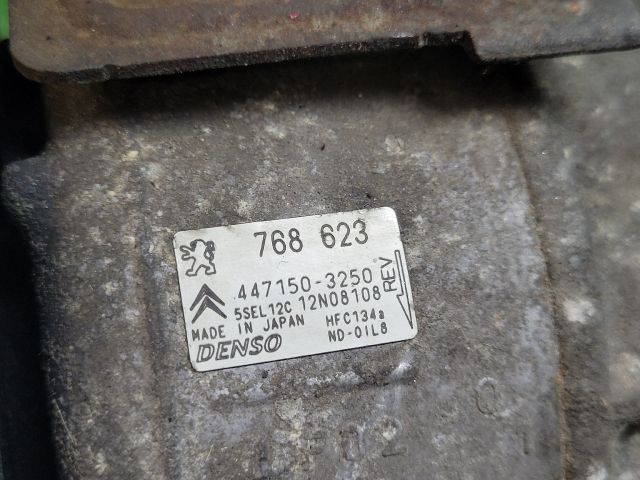 768 623
447150-3250
5SEL12C 12N08108
REV
MADE IN JAPAN HFC134a
DENSO ND-OIL8